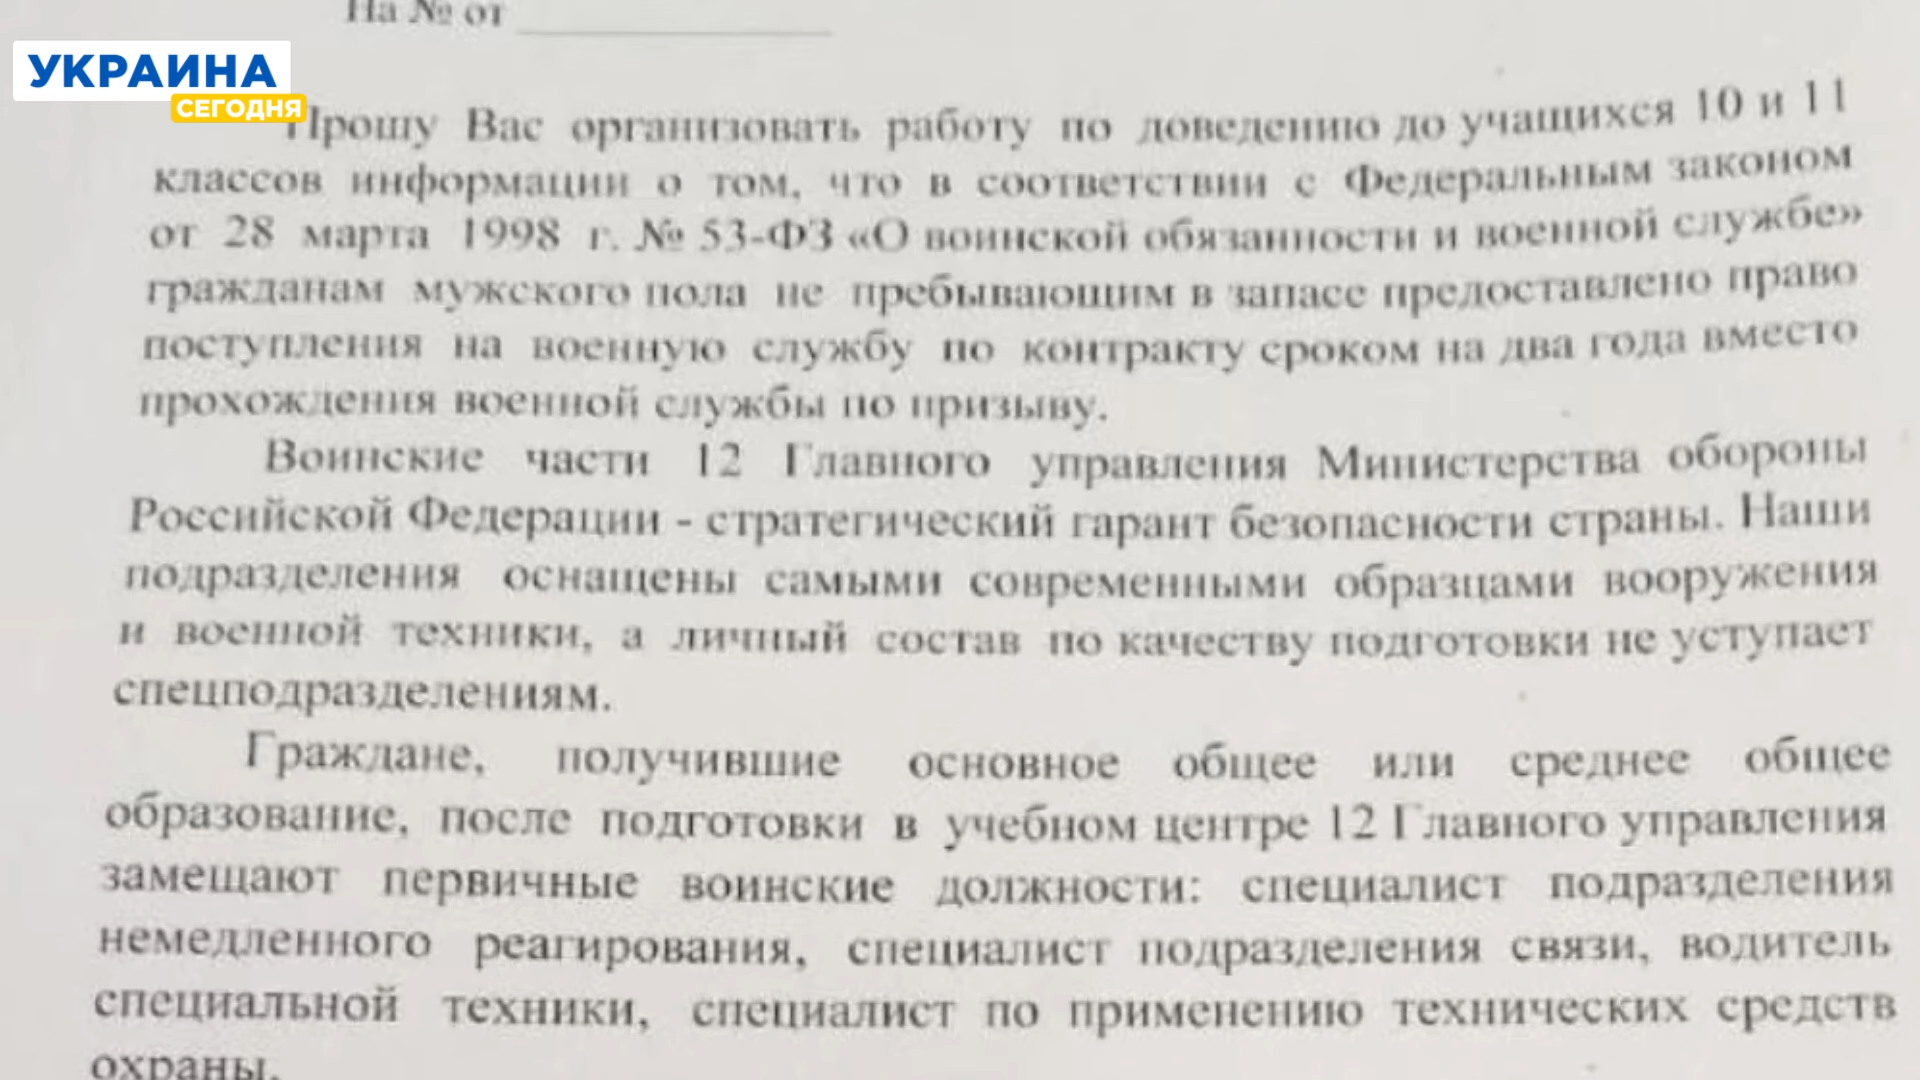 На № от
УКРАИНА
СЕГОДНЯ
Прошу Вас организовать работу по доведению до учащихся 10 и 11
классов информации о том, что в соответствии с Федеральным законом
от 28 марта 1998 г. № 53-ФЗ «О воинской обязанности и военной службе»
гражданам мужского пола не пребывающим в запасе предоставлено право
поступления на военную службу по контракту сроком на два года вместо
прохождения военной службы по призыву.
Воинские части 12 Главного управления Министерства обороны
Российской Федерации - стратегический гарант безопасности страны. Наши
подразделения оснащены самыми современными образцами вооружения
и военной техники, а личный состав по качеству подготовки не уступает
спецподразделениям.
Граждане, получившие основное общее или среднее общее
образование, после подготовки в учебном центре 12 Главного управления
замещают первичные воинские должности: специалист подразделения
немедленного реагирования, специалист подразделения связи, водитель
специальной техники, специалист по применению технических средств
охраны.